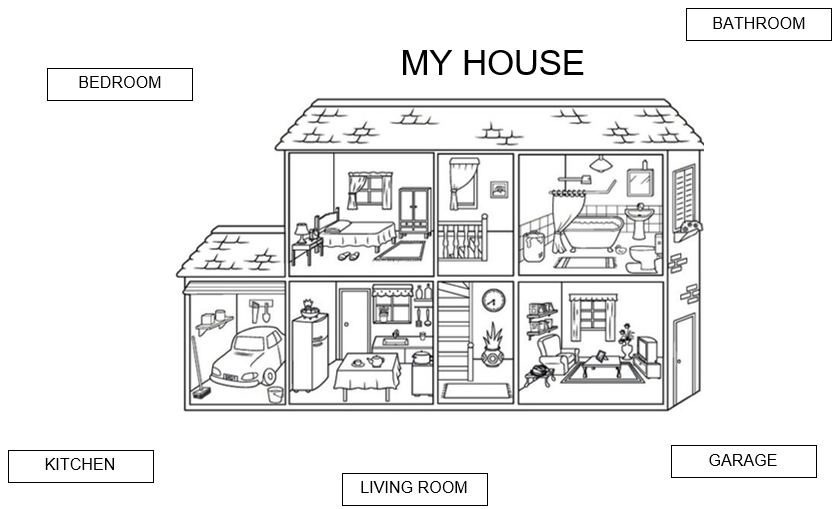 BATHROOM
MY HOUSE
BEDROOM
KITCHEN
GARAGE
LIVING ROOM